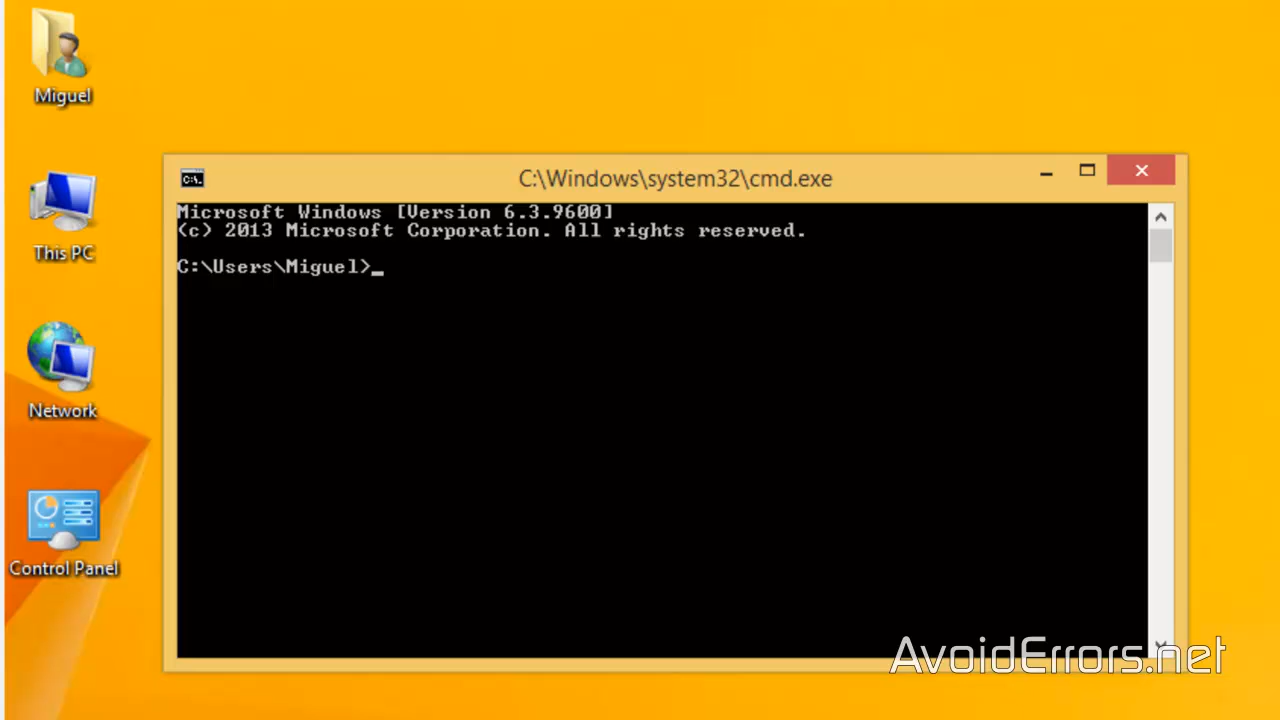 Miguel
This PC
Network
Control Panel
C:\.
C:\Windows\system32\cmd.exe
Microsoft Windows [Version 6.3.9600]
(c) 2013 Microsoft Corporation. All rights reserved.
C:\Users\Miguel>_
AvoidErrors.net